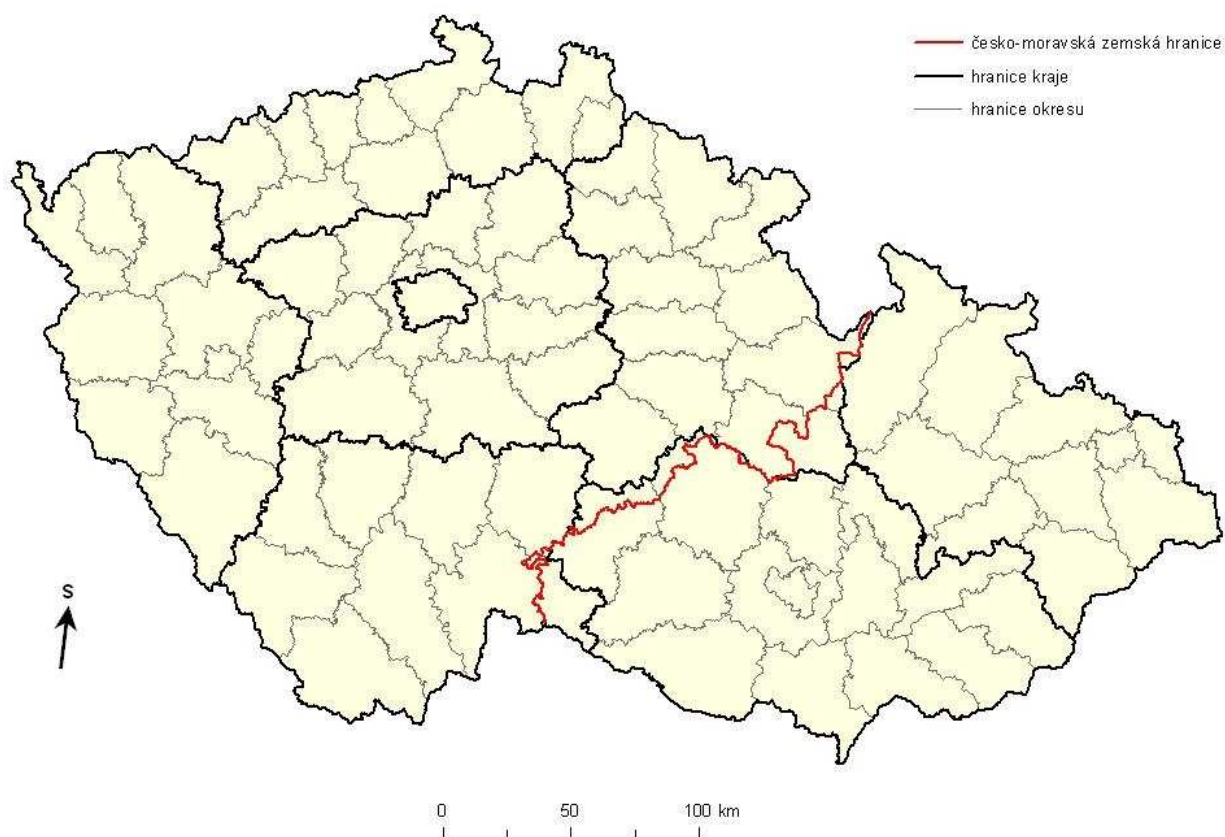 česko-moravská zemská hranice
hranice kraje
hranice okresu
S
0 50 100 km